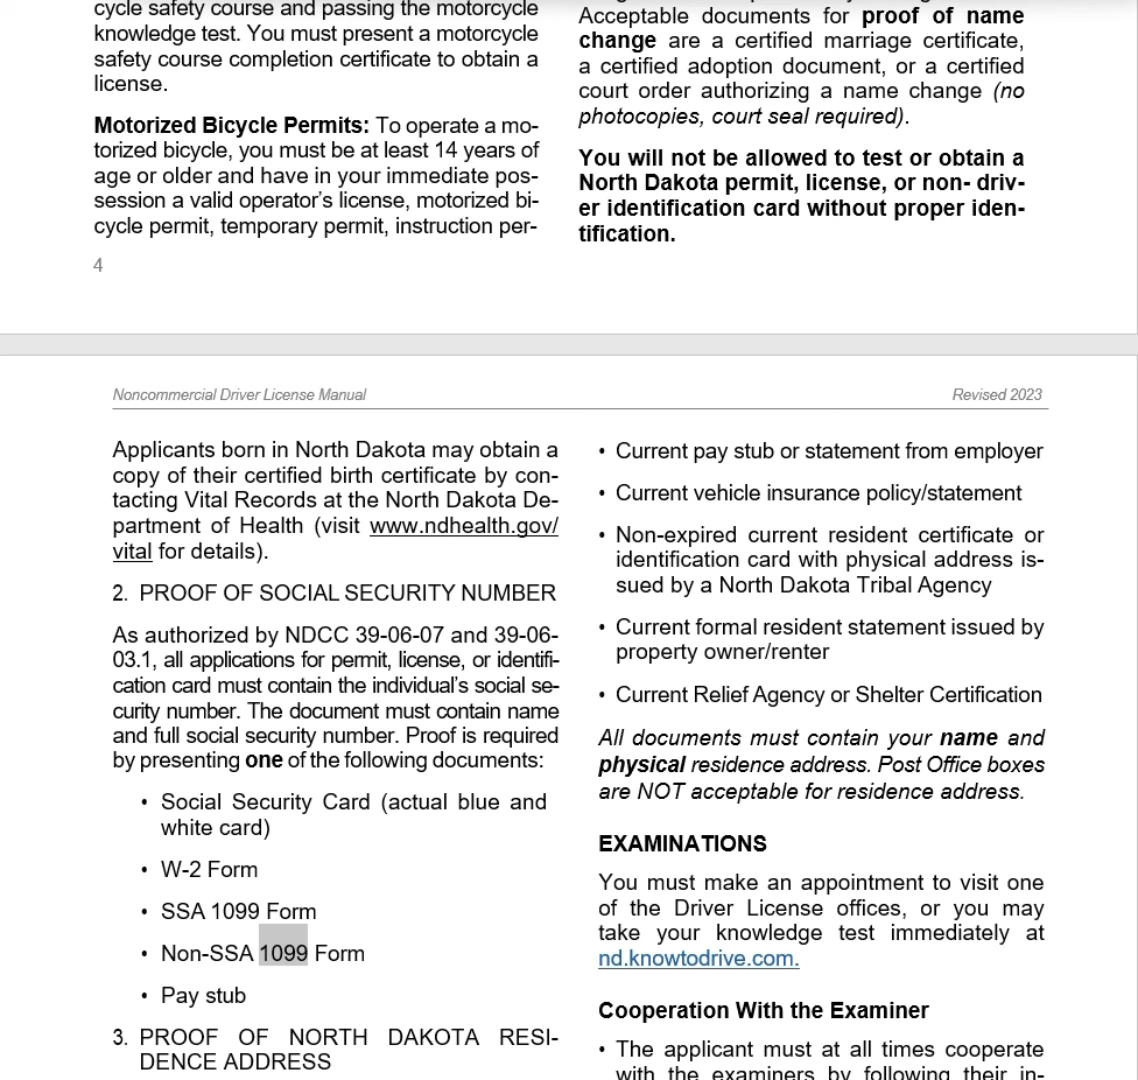 cycle safety course and passing the motorcycle
knowledge test. You must present a motorcycle
safety course completion certificate to obtain a
license.
Motorized Bicycle Permits: To operate a mo-
torized bicycle, you must be at least 14 years of
age or older and have in your immediate pos-
session a valid operator's license, motorized bi-
cycle permit, temporary permit, instruction per-
4
Acceptable documents for proof of name
change are a certified marriage certificate,
a certified adoption document, or a certified
court order authorizing a name change (no
photocopies, court seal required).
You will not be allowed to test or obtain a
North Dakota permit, license, or non- driv-
er identification card without proper iden-
tification.
Noncommercial Driver License Manual
Revised 2023
Applicants born in North Dakota may obtain a
copy of their certified birth certificate by con-
tacting Vital Records at the North Dakota De-
partment of Health (visit www.ndhealth.gov/
vital for details).
2. PROOF OF SOCIAL SECURITY NUMBER
As authorized by NDCC 39-06-07 and 39-06-
03.1, all applications for permit, license, or identifi-
cation card must contain the individual's social se-
curity number. The document must contain name
and full social security number. Proof is required
by presenting one of the following documents:
• Social Security Card (actual blue and
white card)
• W-2 Form
• SSA 1099 Form
• Non-SSA 1099 Form
• Pay stub
3. PROOF OF NORTH DAKOTA RESI-
DENCE ADDRESS
• Current pay stub or statement from employer
• Current vehicle insurance policy/statement
• Non-expired current resident certificate or
identification card with physical address is-
sued by a North Dakota Tribal Agency
• Current formal resident statement issued by
property owner/renter
• Current Relief Agency or Shelter Certification
All documents must contain your name and
physical residence address. Post Office boxes
are NOT acceptable for residence address.
EXAMINATIONS
You must make an appointment to visit one
of the Driver License offices, or you may
take your knowledge test immediately at
nd.knowtodrive.com.
Cooperation With the Examiner
• The applicant must at all times cooperate
with the examiners by following their in-